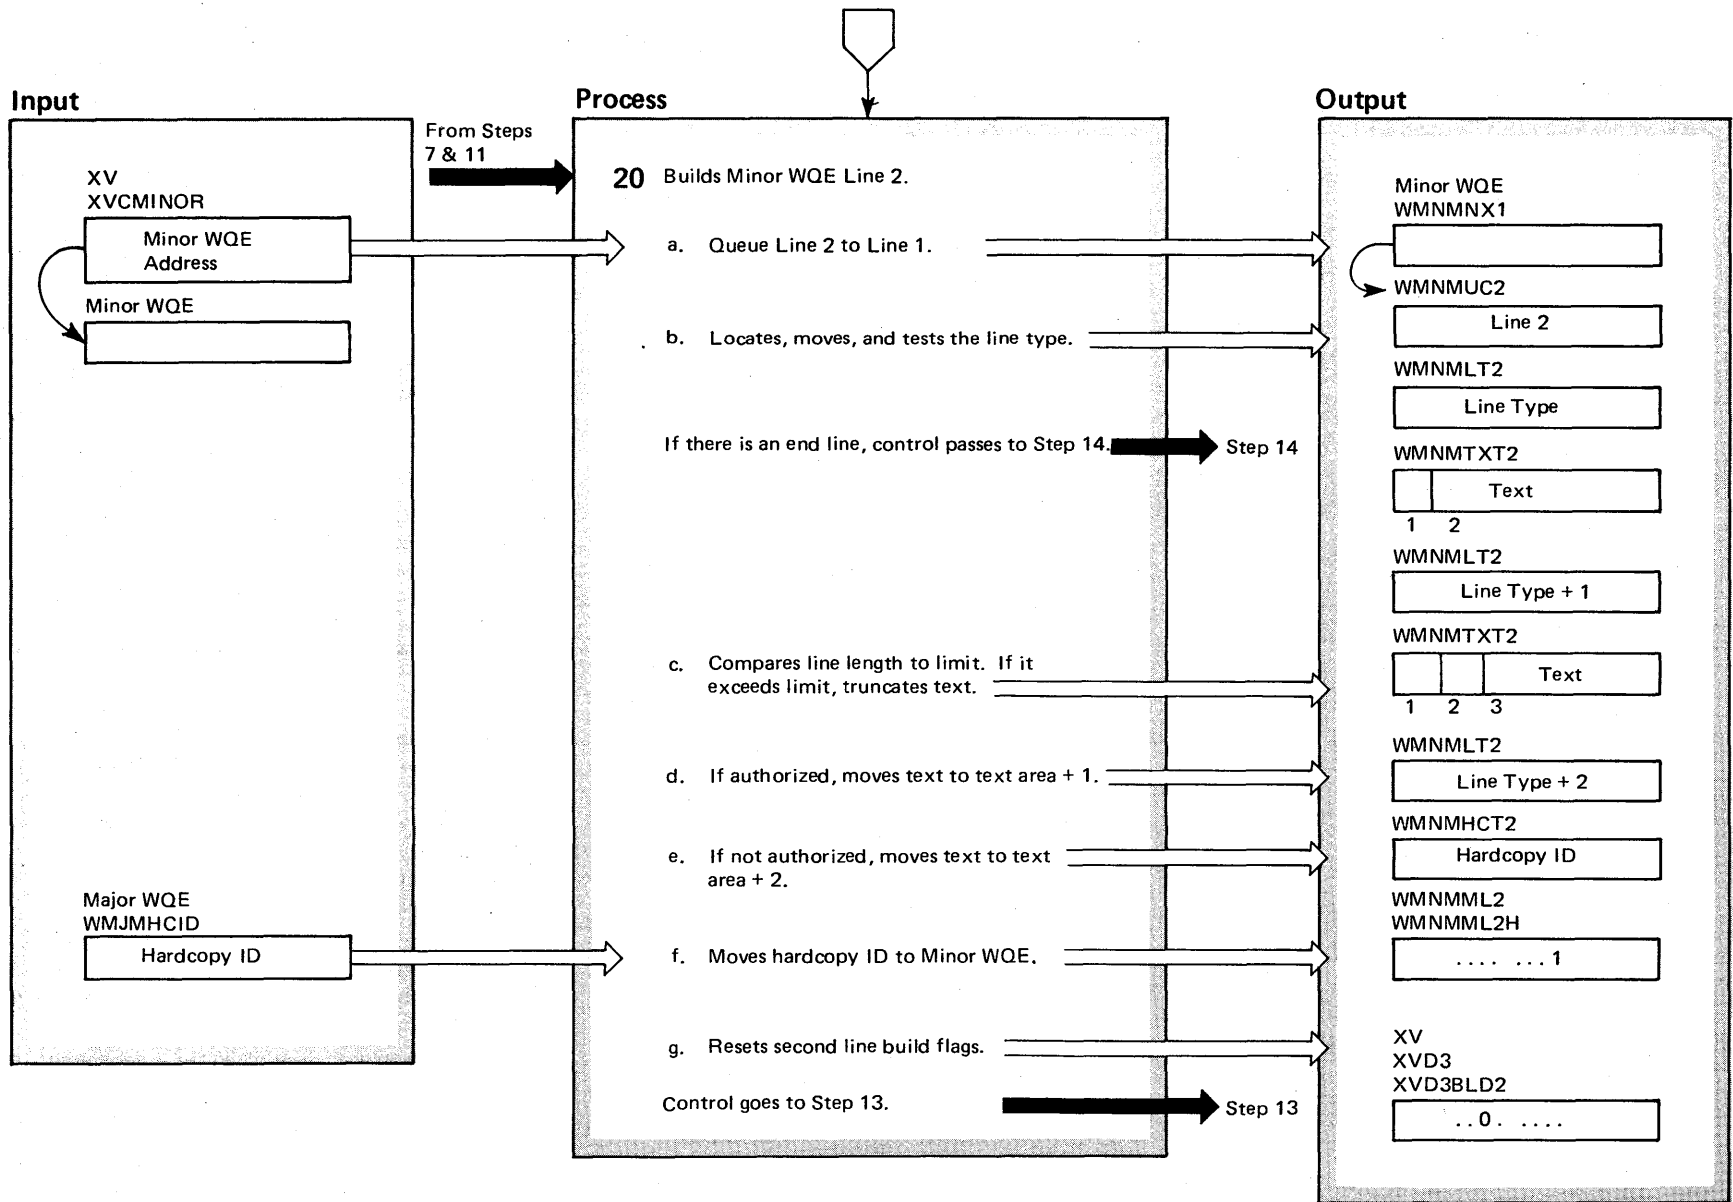 Input
XV
XVCMINOR
Minor WQE
Address
Minor WQE
Major WQE
WMJMHCID
Hardcopy ID
From Steps
7 & 11
Process
20 Builds Minor WQE Line 2.
a. Queue Line 2 to Line 1.
b. Locates, moves, and tests the line type.
If there is an end line, control passes to Step 14.
Step 14
c. Compares line length to limit. If it
exceeds limit, truncates text.
d. If authorized, moves text to text area + 1.
e. If not authorized, moves text to text
area + 2.
f. Moves hardcopy ID to Minor WQE.
g. Resets second line build flags.
Control goes to Step 13.
Step 13
Output
Minor WQE
WMNMNX1
WMNMUC2
Line 2
WMNMLT2
Line Type
WMNMTXT2
Text
1 2
WMNMLT2
Line Type + 1
WMNMTXT2
Text
1 2 3
WMNMLT2
Line Type + 2
WMNMHCT2
Hardcopy ID
WMNMML2
WMNMML2H
.... ...1
XV
XVD3
XVD3BLD2
..0. ....